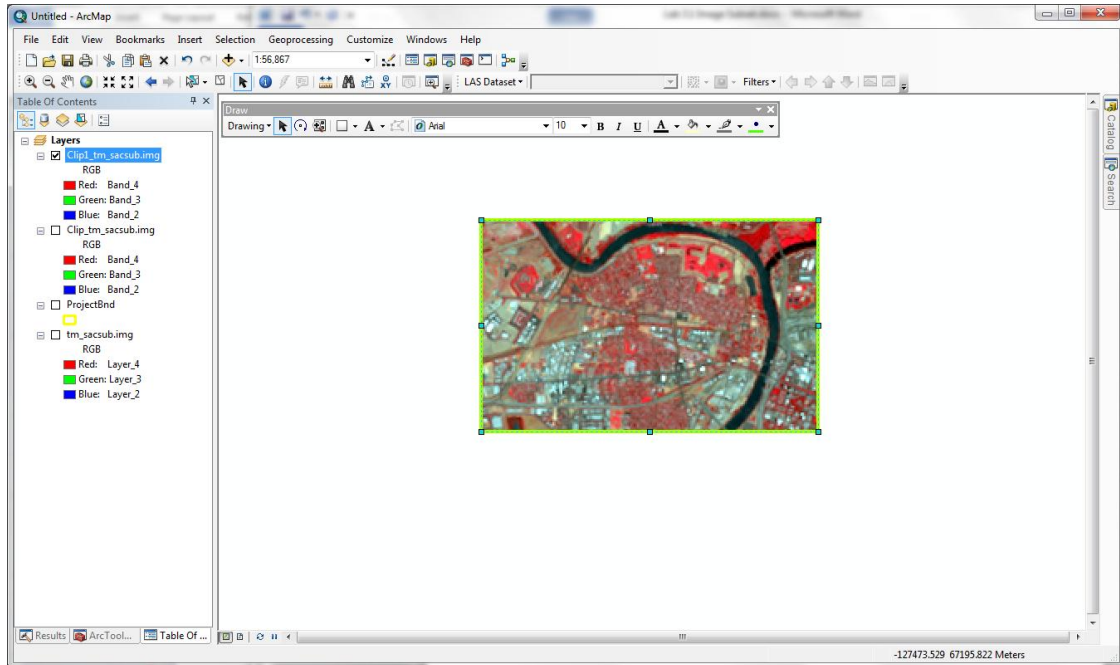 Untitled - ArcMap
File Edit View Bookmarks Insert Selection Geoprocessing Customize Windows Help
1:56,867
LAS Dataset Filters
Table Of Contents
Draw
Drawing A Arial 10 B I U A
Layers
Clip1_tm_sacsub.img
RGB
Red: Band_4
Green: Band_3
Blue: Band_2
Clip_tm_sacsub.img
RGB
Red: Band_4
Green: Band_3
Blue: Band_2
ProjectBnd
tm_sacsub.img
RGB
Red: Layer_4
Green: Layer_3
Blue: Layer_2
Catalog
Search
Results ArcTool... Table Of ...
-127473.529 67195.822 Meters